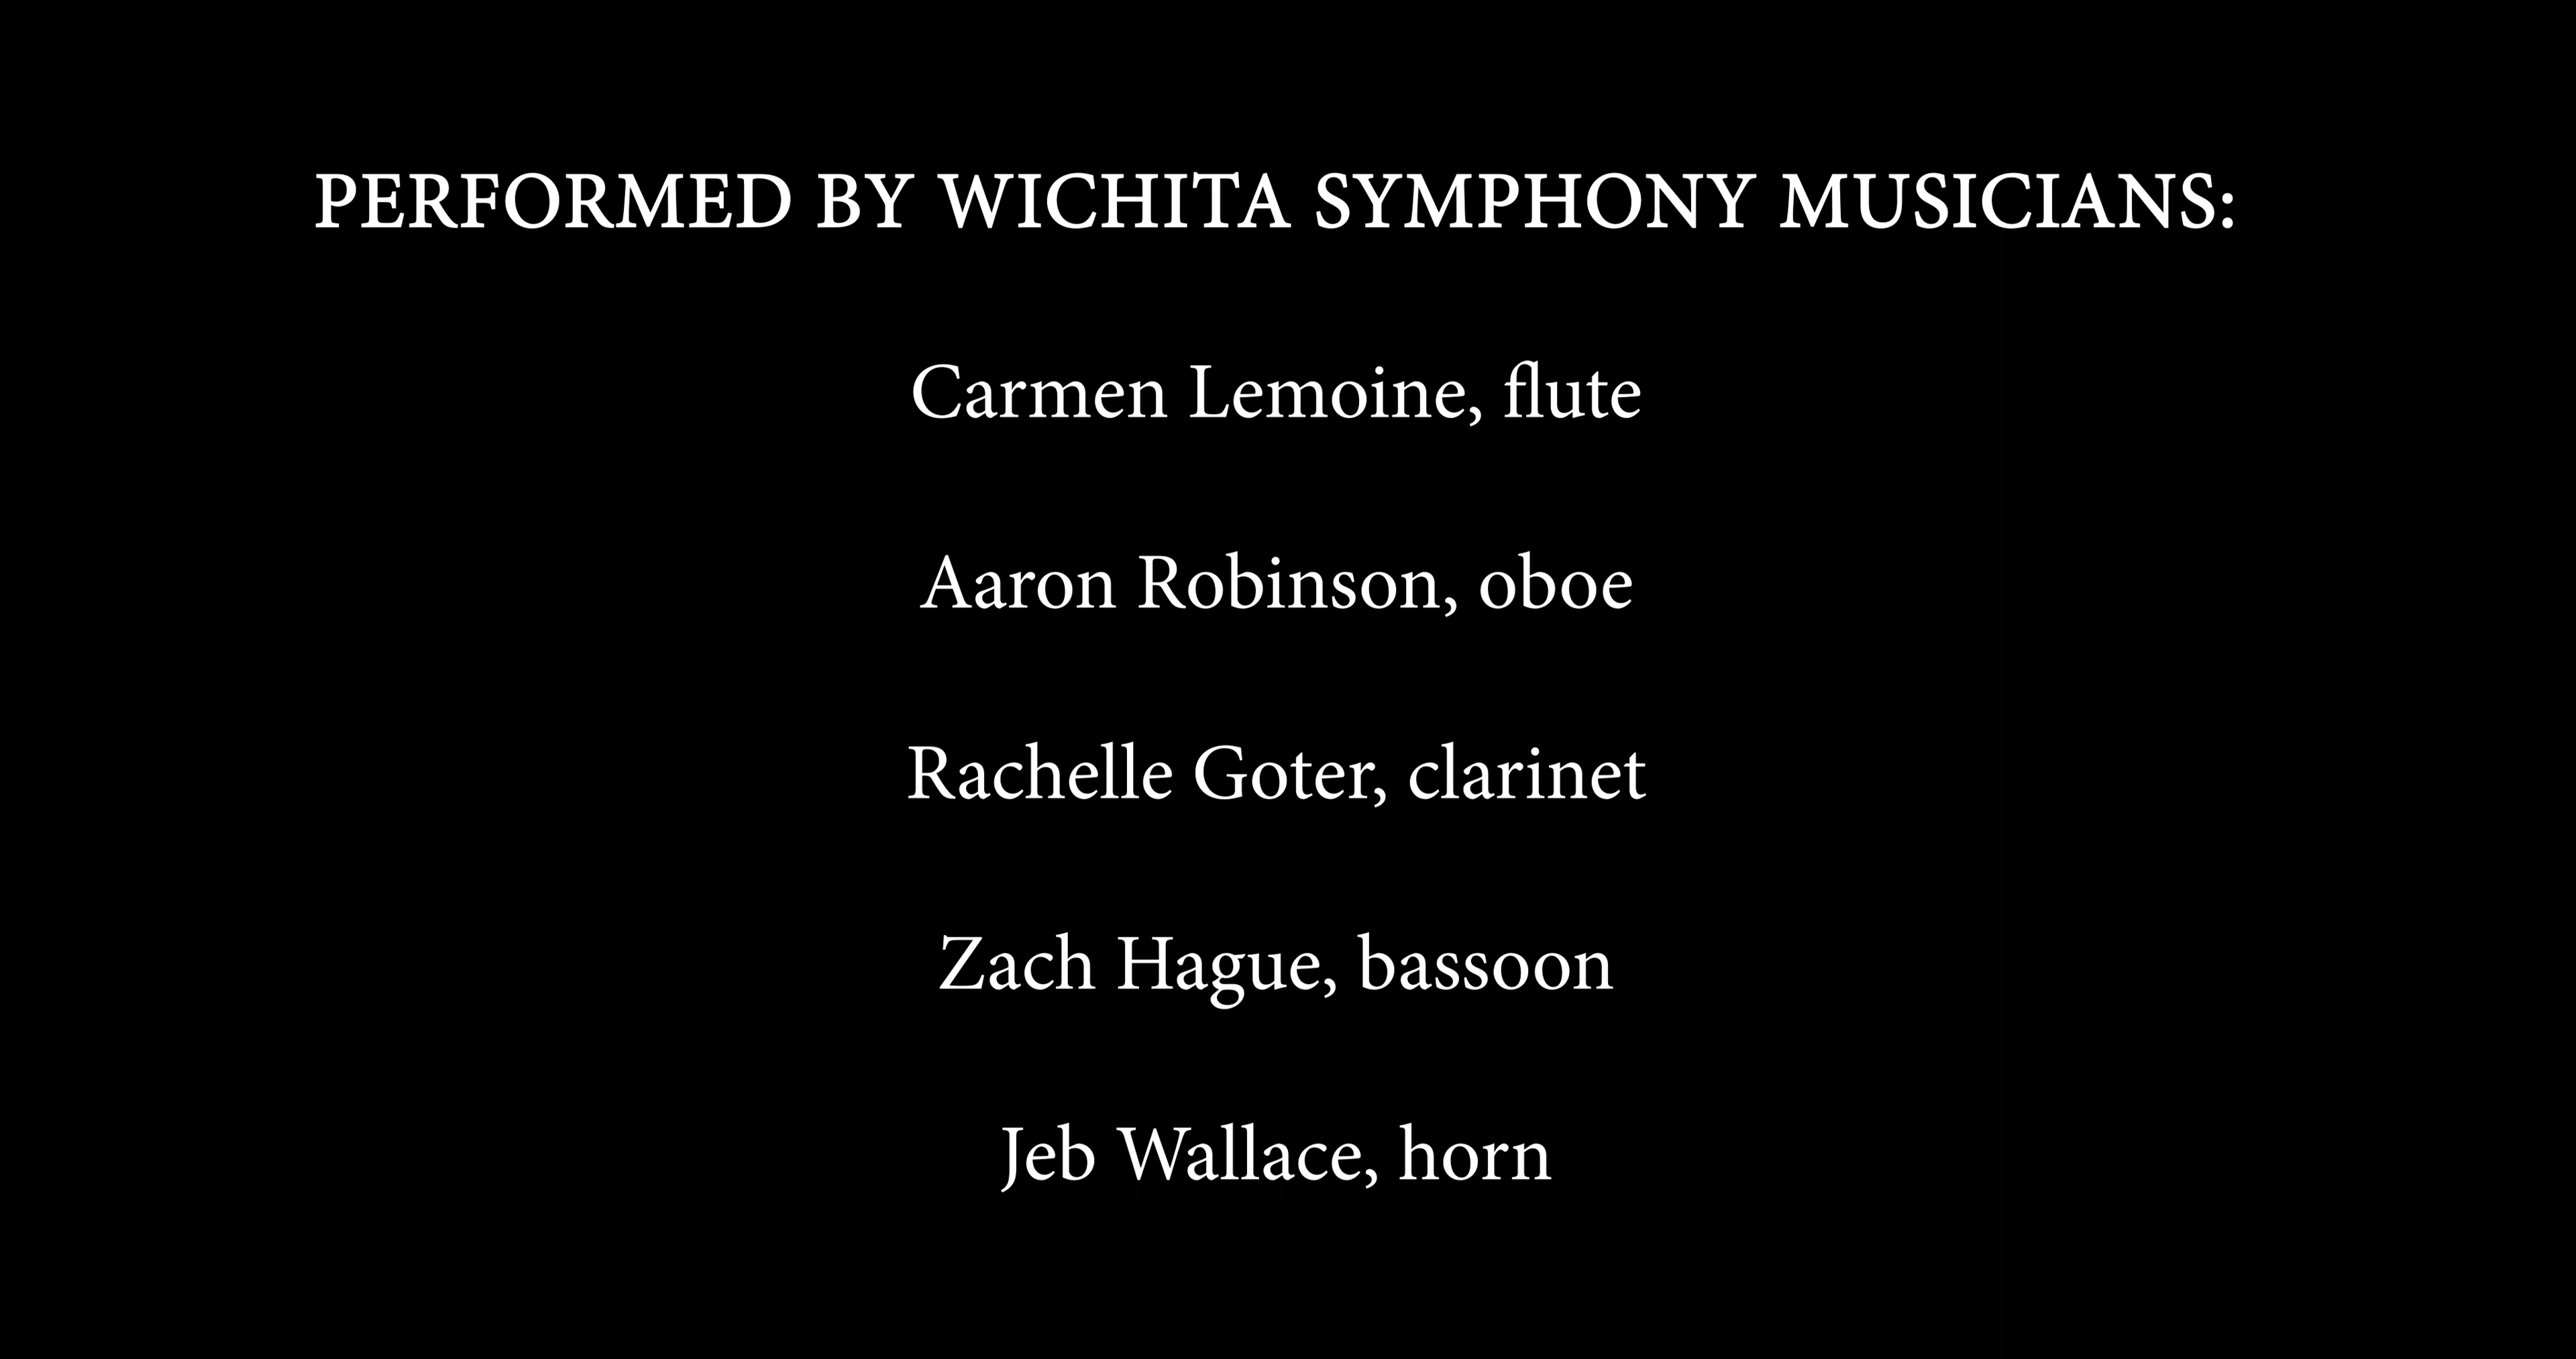 PERFORMED BY WICHITA SYMPHONY MUSICIANS:
Carmen Lemoine, flute
Aaron Robinson, oboe
Rachelle Goter, clarinet
Zach Hague, bassoon
Jeb Wallace, horn